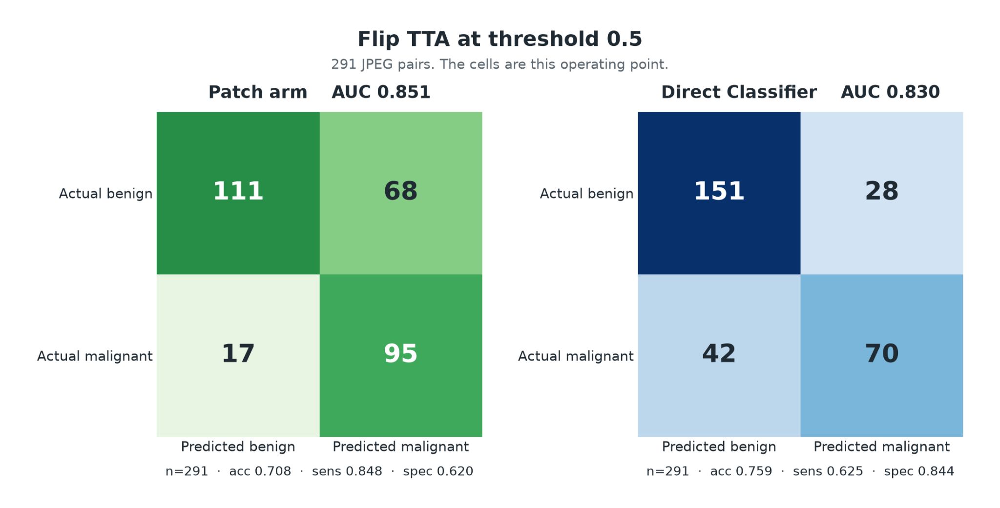 Flip TTA at threshold 0.5
291 JPEG pairs. The cells are this operating point.
Patch arm AUC 0.851
Actual benign 111 68
Actual malignant 17 95
Predicted benign Predicted malignant
n=291 · acc 0.708 · sens 0.848 · spec 0.620
Direct Classifier AUC 0.830
Actual benign 151 28
Actual malignant 42 70
Predicted benign Predicted malignant
n=291 · acc 0.759 · sens 0.625 · spec 0.844